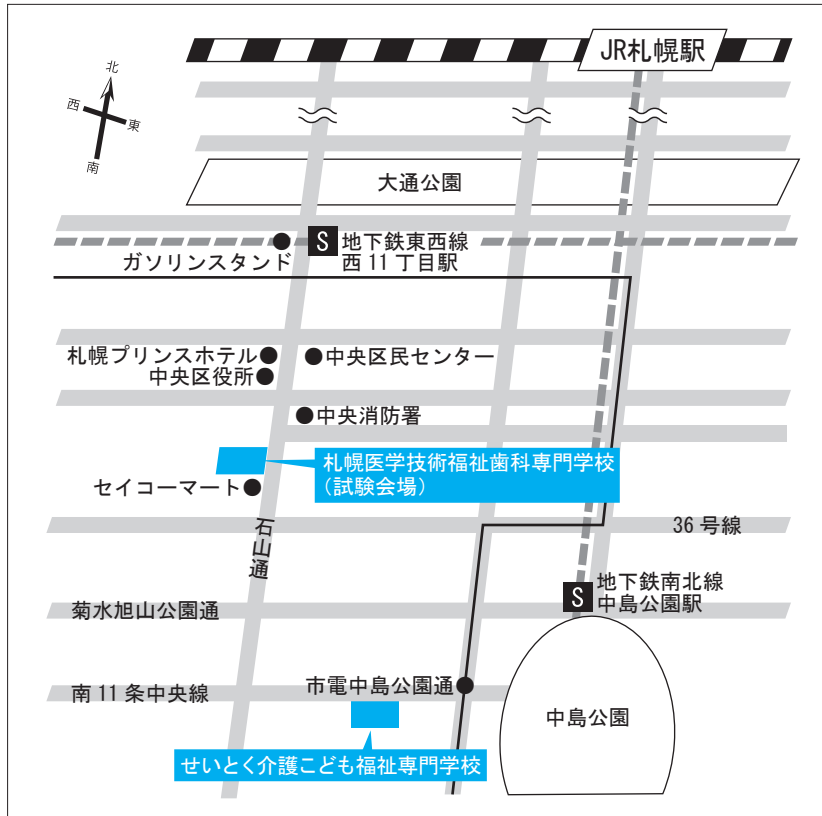 JR札幌駅
北
西
東
南
大通公園
S
地下鉄東西線
西11丁目駅
ガソリンスタンド
札幌プリンスホテル
中央区民センター
中央区役所
中央消防署
札幌医学技術福祉歯科専門学校
（試験会場）
セイコーマート
石山通
36号線
S
地下鉄南北線
中島公園駅
菊水旭山公園通
市電中島公園通
南11条中央線
中島公園
せいとく介護こども福祉専門学校